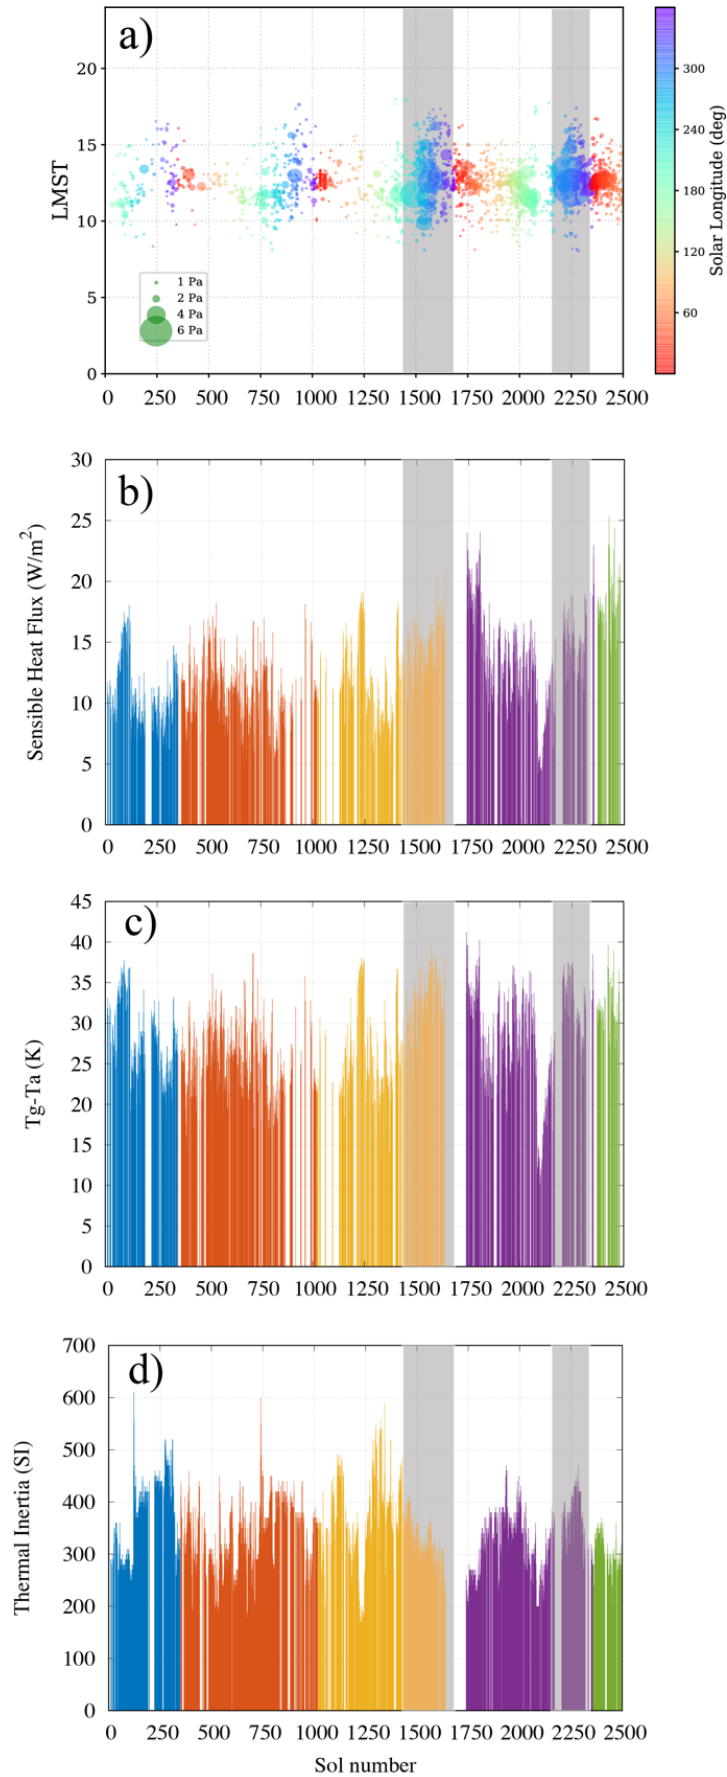 a)
LMST
20
15
10
5
0
1 Pa
2 Pa
4 Pa
6 Pa
0 250 500 750 1000 1250 1500 1750 2000 2250 2500
300
240
180
120
60
Solar Longitude (deg)
b)
Sensible Heat Flux (W/m²)
30
25
20
15
10
5
0
0 250 500 750 1000 1250 1500 1750 2000 2250 2500
c)
Tg-Ta (K)
45
40
35
30
25
20
15
10
5
0
0 250 500 750 1000 1250 1500 1750 2000 2250 2500
d)
Thermal Inertia (SI)
700
600
500
400
300
200
100
0
0 250 500 750 1000 1250 1500 1750 2000 2250 2500
Sol number